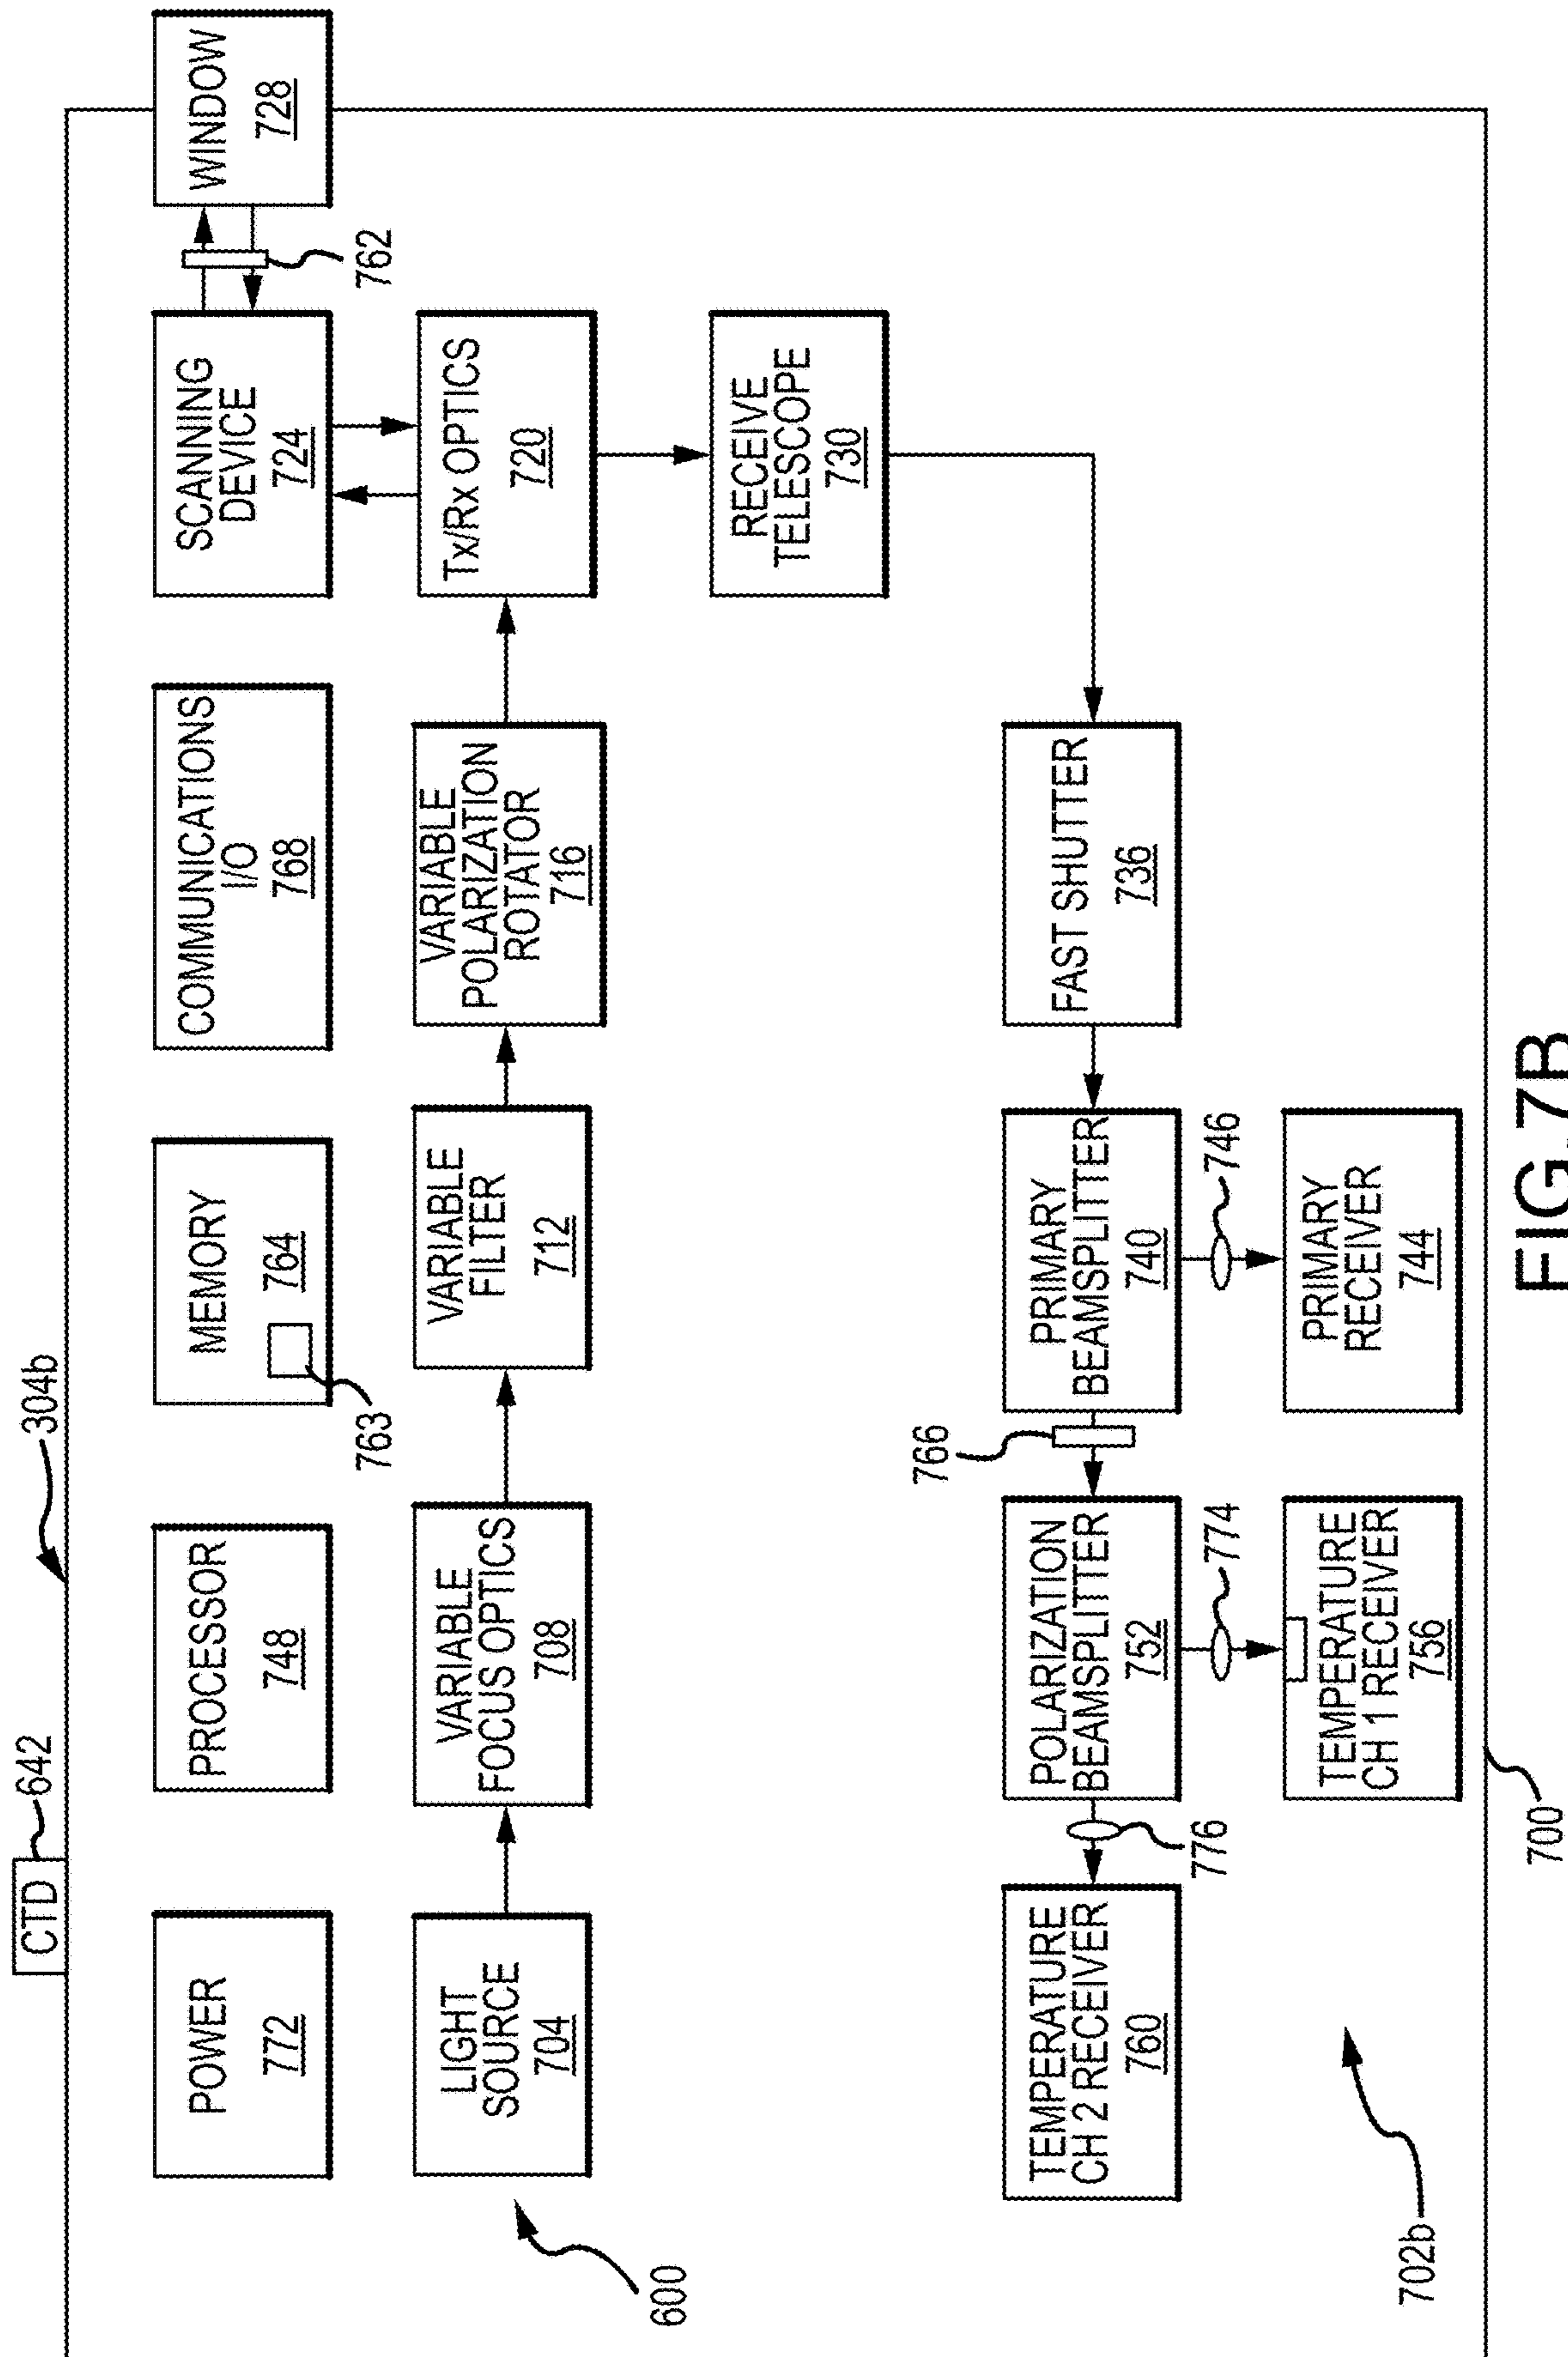 CTD
642
304b
POWER
772
PROCESSOR
748
MEMORY
764
763
COMMUNICATIONS
I/O
768
SCANNING
DEVICE
724
762
WINDOW
728
LIGHT
SOURCE
704
VARIABLE
FOCUS OPTICS
708
VARIABLE
FILTER
712
VARIABLE
POLARIZATION
ROTATOR
716
Tx/Rx OPTICS
720
600
RECEIVE
TELESCOPE
730
TEMPERATURE
CH 2 RECEIVER
760
776
POLARIZATION
BEAMSPLITTER
752
766
PRIMARY
BEAMSPLITTER
740
FAST SHUTTER
736
774
746
TEMPERATURE
CH 1 RECEIVER
756
PRIMARY
RECEIVER
744
702b
700
FIG.7B